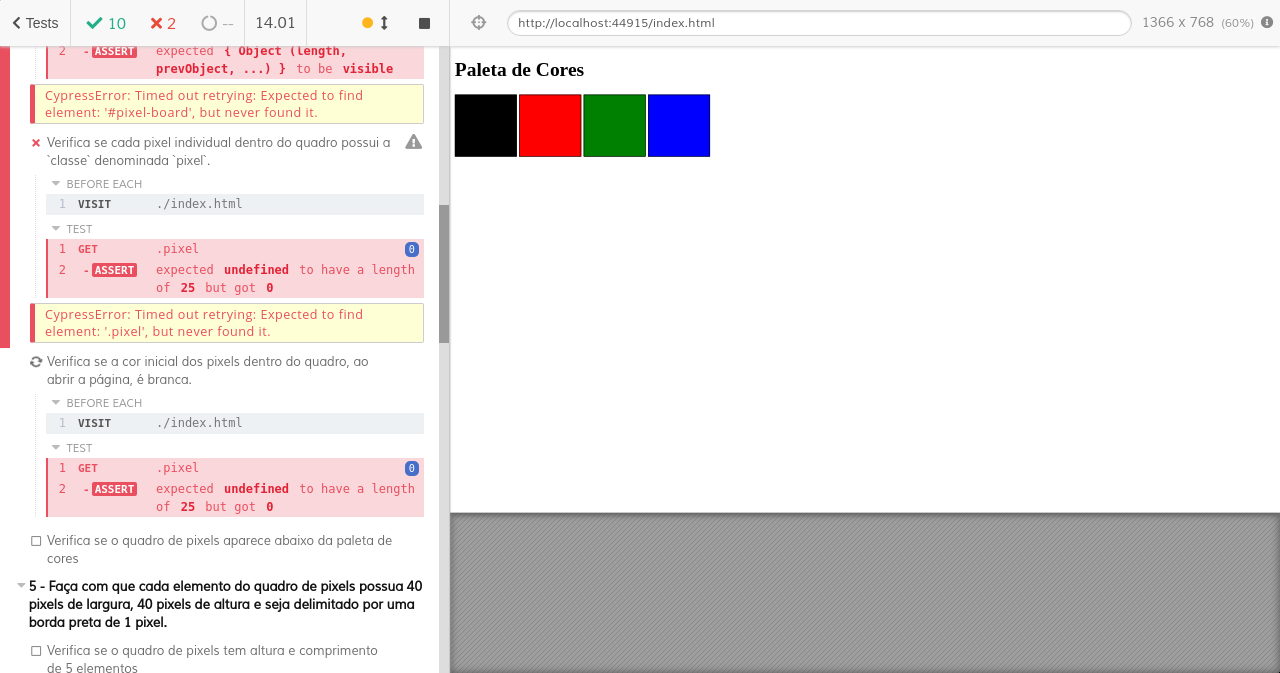 Tests 10 2 -- 14.01 http://localhost:44915/index.html 1366 x 768 (60%)
2 - ASSERT expected { Object (length,
prevObject, ...) } to be visible
CypressError: Timed out retrying: Expected to find
element: '#pixel-board', but never found it.
Verifica se cada pixel individual dentro do quadro possui a
`classe` denominada `pixel`.
BEFORE EACH
1 VISIT ./index.html
TEST
1 GET .pixel 0
2 - ASSERT expected undefined to have a length
of 25 but got 0
CypressError: Timed out retrying: Expected to find
element: '.pixel', but never found it.
Verifica se a cor inicial dos pixels dentro do quadro, ao
abrir a página, é branca.
BEFORE EACH
1 VISIT ./index.html
TEST
1 GET .pixel 0
2 - ASSERT expected undefined to have a length
of 25 but got 0
Verifica se o quadro de pixels aparece abaixo da paleta de
cores
5 - Faça com que cada elemento do quadro de pixels possua 40
pixels de largura, 40 pixels de altura e seja delimitado por uma
borda preta de 1 pixel.
Verifica se o quadro de pixels tem altura e comprimento
de 5 elementos
Paleta de Cores